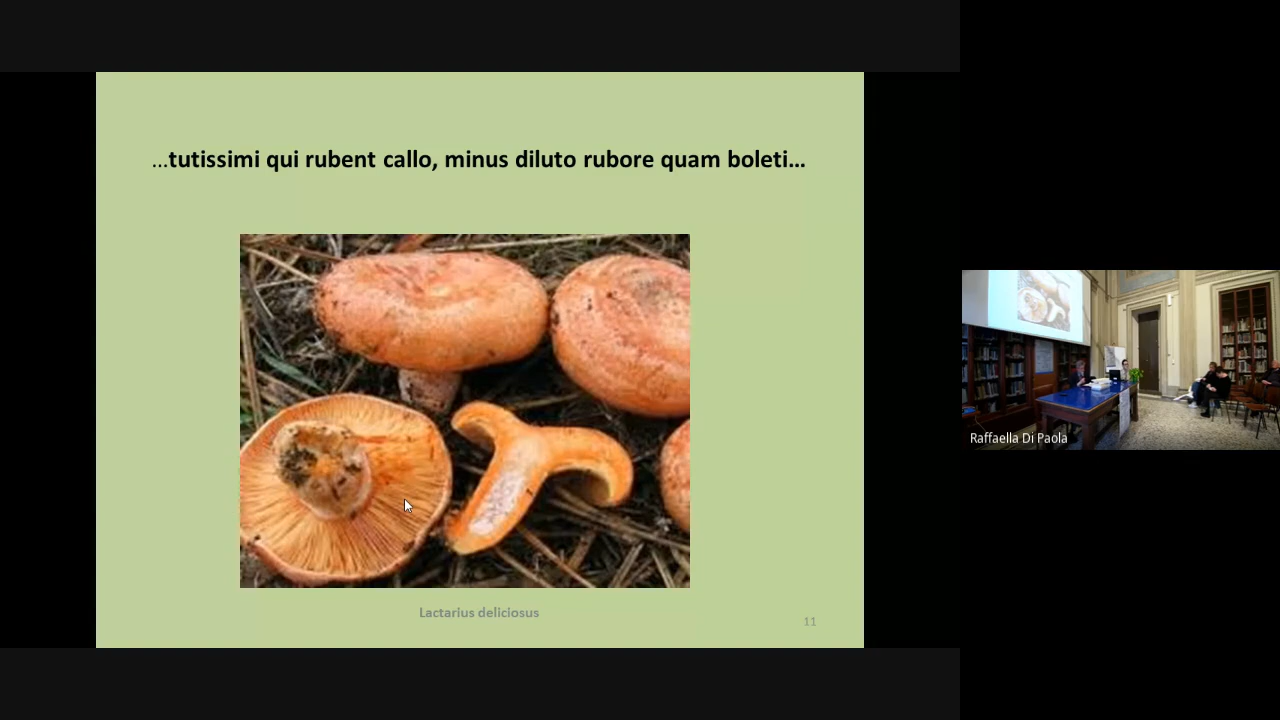 ...tutissimi qui rubent callo, minus diluto rubore quam boleti...
Lactarius deliciosus
11
Raffaella Di Paola